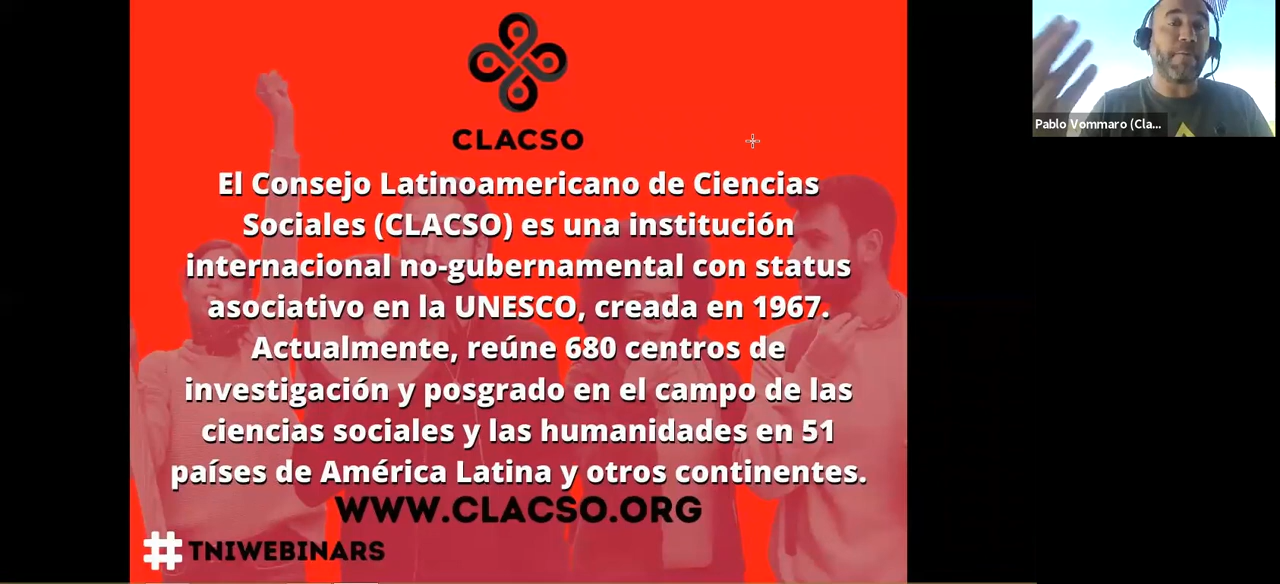 CLACSO
El Consejo Latinoamericano de Ciencias
Sociales (CLACSO) es una institución
internacional no-gubernamental con status
asociativo en la UNESCO, creada en 1967.
Actualmente, reúne 680 centros de
investigación y posgrado en el campo de las
ciencias sociales y las humanidades en 51
países de América Latina y otros continentes.
WWW.CLACSO.ORG
#TNIWEBINARS
Pablo Vommaro (Cla...